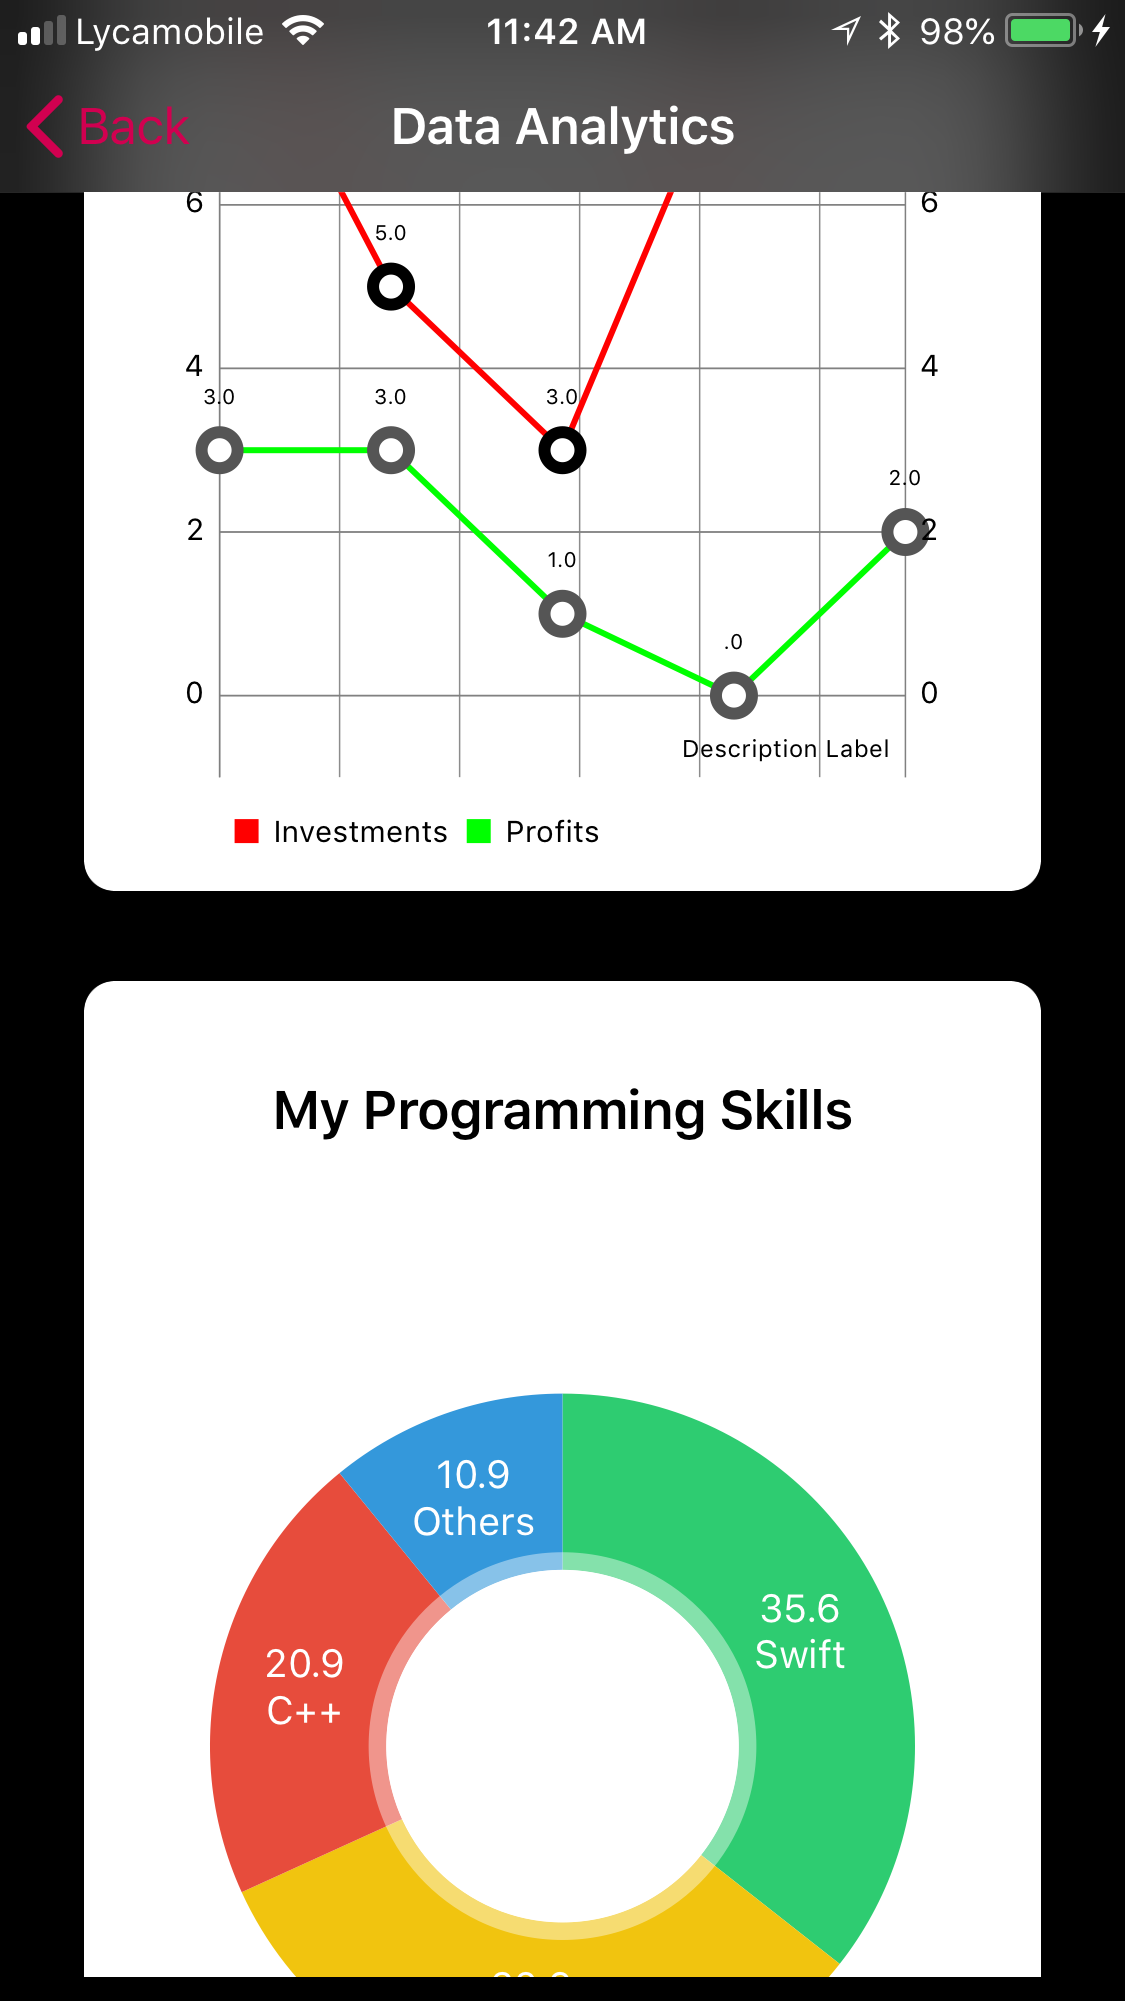 Lycamobile 11:42 AM 98%
Back Data Analytics
6 6
5.0
4 4
3.0 3.0 3.0
2.0
2 2
1.0
.0
0 0
Description Label
Investments Profits
My Programming Skills
10.9
Others
35.6
Swift
20.9
C++